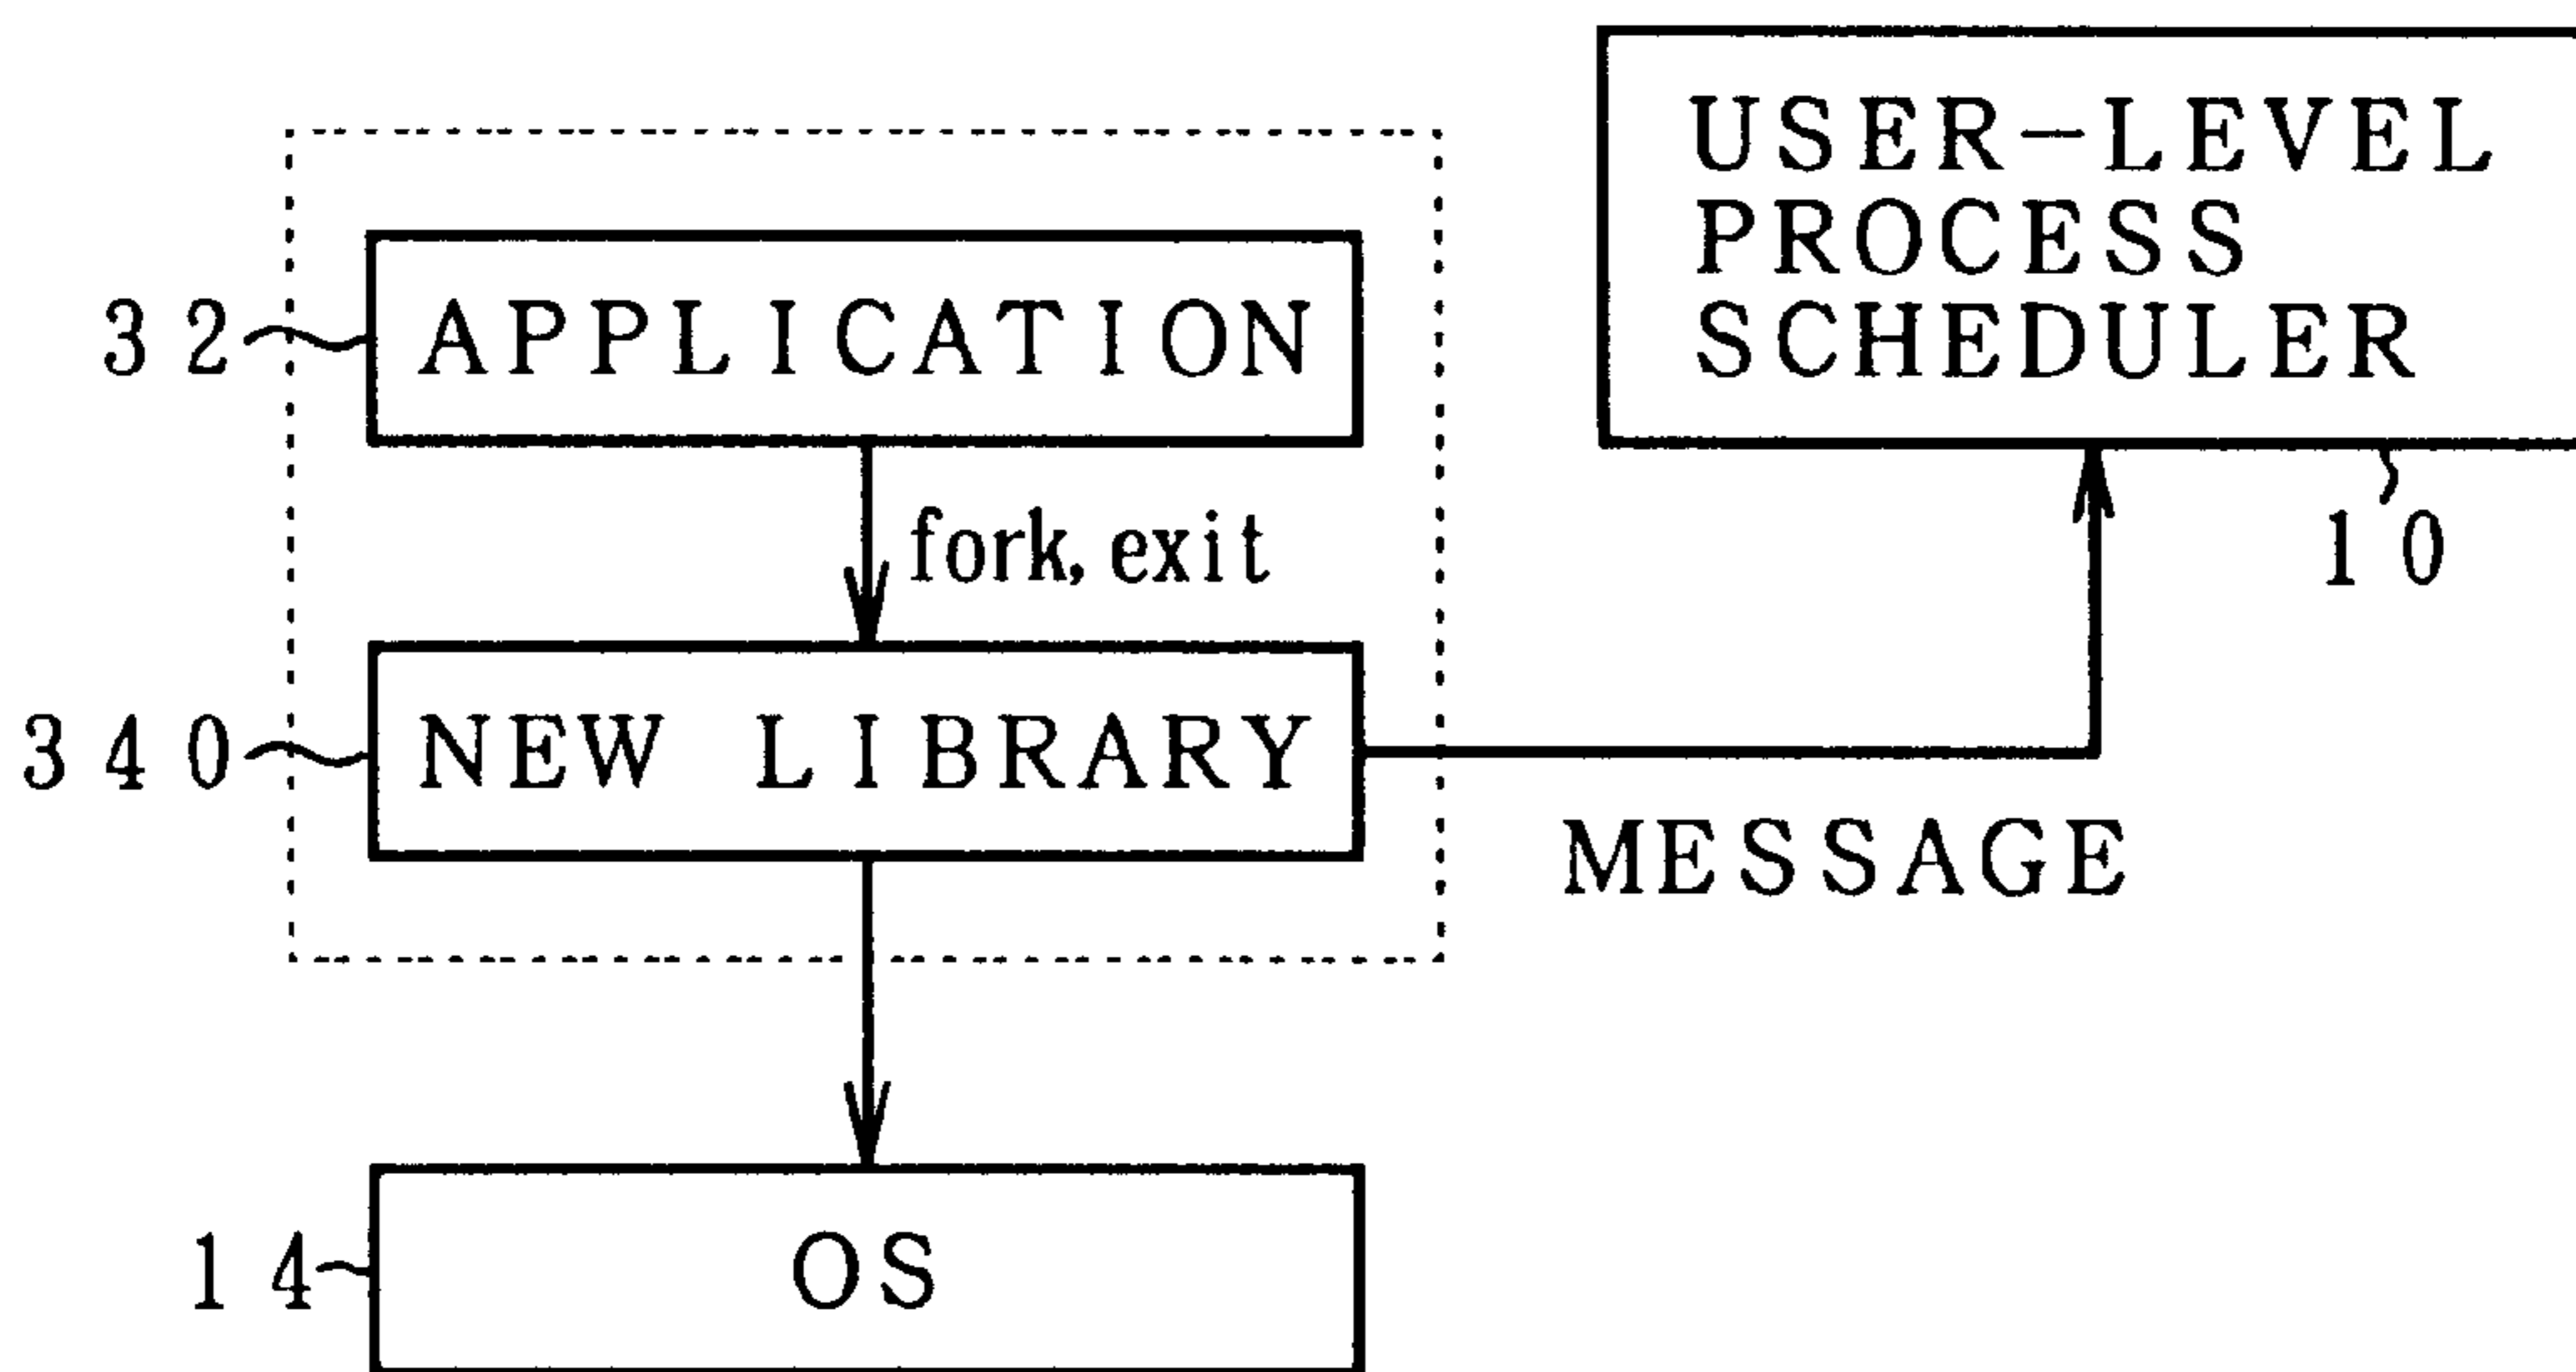 USER-LEVEL
PROCESS
SCHEDULER
32
APPLICATION
10
fork, exit
340
NEW LIBRARY
MESSAGE
14
OS